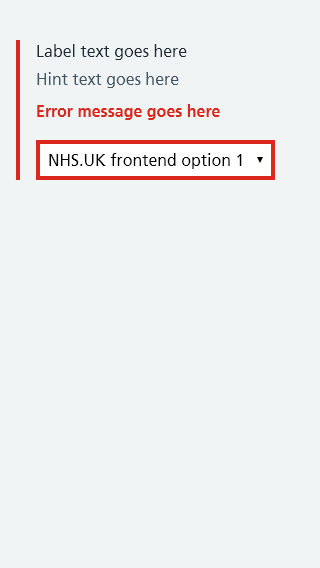 Label text goes here
Hint text goes here
Error message goes here
NHS.UK frontend option 1